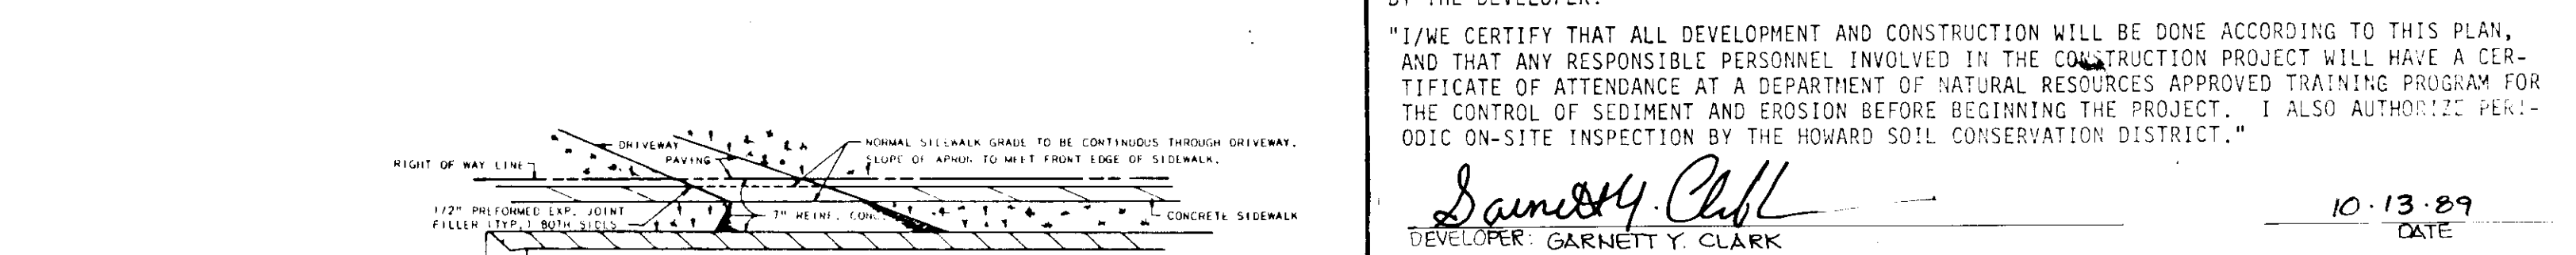 DRIVEWAY
PAVING
RIGHT OF WAY LINE
NORMAL SIDEWALK GRADE TO BE CONTINUOUS THROUGH DRIVEWAY.
SLOPE OF APRON TO MEET FRONT EDGE OF SIDEWALK.
1/2" PREFORMED EXP. JOINT
FILLER (TYP.) BOTH SIDES
7" REINF. CONC.
CONCRETE SIDEWALK
BY THE DEVELOPER:
"I/WE CERTIFY THAT ALL DEVELOPMENT AND CONSTRUCTION WILL BE DONE ACCORDING TO THIS PLAN,
AND THAT ANY RESPONSIBLE PERSONNEL INVOLVED IN THE CONSTRUCTION PROJECT WILL HAVE A CER-
TIFICATE OF ATTENDANCE AT A DEPARTMENT OF NATURAL RESOURCES APPROVED TRAINING PROGRAM FOR
THE CONTROL OF SEDIMENT AND EROSION BEFORE BEGINNING THE PROJECT. I ALSO AUTHORIZE PERI-
ODIC ON-SITE INSPECTION BY THE HOWARD SOIL CONSERVATION DISTRICT."
Garnett Y. Clark
10·13·89
DEVELOPER: GARNETT Y. CLARK
DATE